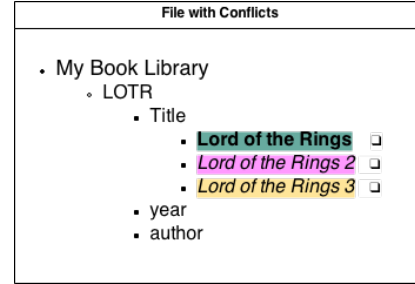 File with Conflicts
My Book Library
LOTR
Title
Lord of the Rings
Lord of the Rings 2
Lord of the Rings 3
year
author